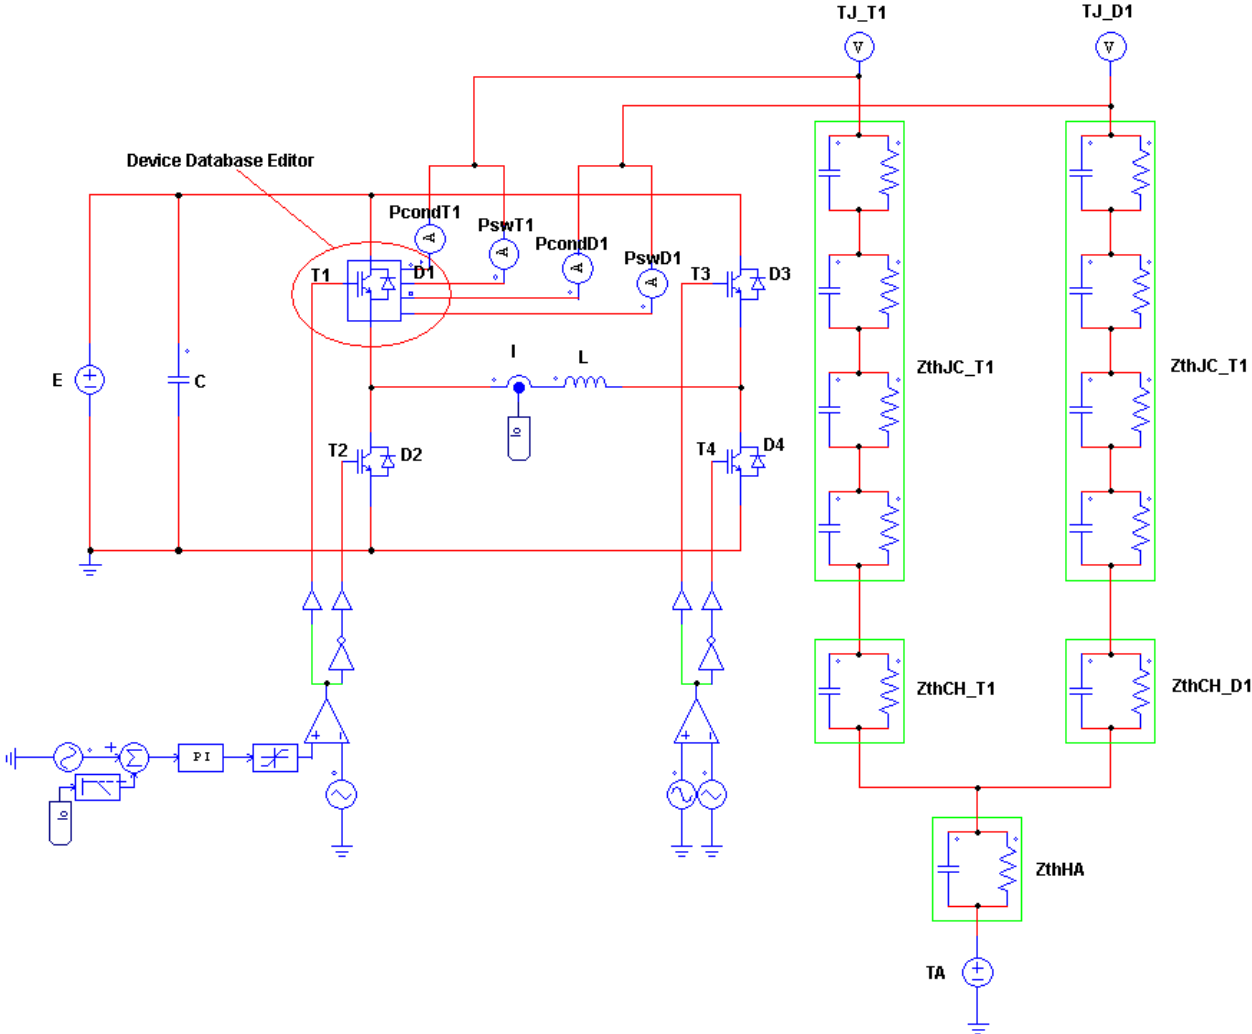 TJ_T1
TJ_D1
V
V
Device Database Editor
PcondT1
PswT1
PcondD1
PswD1
A
A
A
A
T1
D1
T3
D3
ZthJC_T1
ZthJC_T1
E
C
I
L
Io
T2
D2
T4
D4
ZthCH_T1
ZthCH_D1
PI
Io
ZthHA
TA